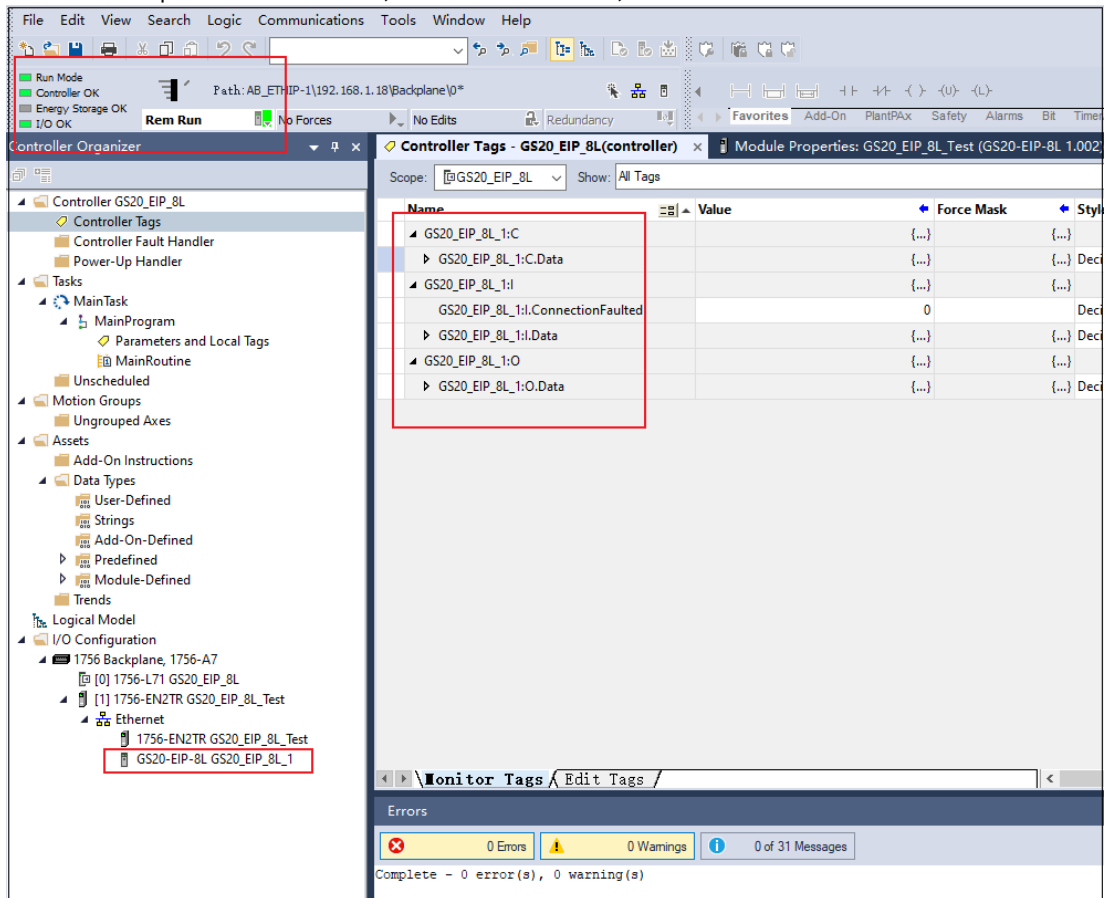 File Edit View Search Logic Communications Tools Window Help
Run Mode
Controller OK
Energy Storage OK
I/O OK
Path: AB_ETHIP-1\192.168.1.18\Backplane\0*
Rem Run
No Forces
No Edits
Redundancy
Favorites Add-On PlantPAx Safety Alarms Bit
Controller Organizer
Controller Tags - GS20_EIP_8L(controller)
Module Properties: GS20_EIP_8L_Test (GS20-EIP-8L 1.002)
Scope: GS20_EIP_8L Show: All Tags
Controller GS20_EIP_8L
Controller Tags
Controller Fault Handler
Power-Up Handler
Tasks
MainTask
MainProgram
Parameters and Local Tags
MainRoutine
Unscheduled
Motion Groups
Ungrouped Axes
Assets
Add-On Instructions
Data Types
User-Defined
Strings
Add-On-Defined
Predefined
Module-Defined
Trends
Logical Model
I/O Configuration
1756 Backplane, 1756-A7
[0] 1756-L71 GS20_EIP_8L
[1] 1756-EN2TR GS20_EIP_8L_Test
Ethernet
1756-EN2TR GS20_EIP_8L_Test
GS20-EIP-8L GS20_EIP_8L_1
Name Value Force Mask
GS20_EIP_8L_1:C {...} {...}
GS20_EIP_8L_1:C.Data {...} {...}
GS20_EIP_8L_1:I {...} {...}
GS20_EIP_8L_1:I.ConnectionFaulted 0
GS20_EIP_8L_1:I.Data {...} {...}
GS20_EIP_8L_1:O {...} {...}
GS20_EIP_8L_1:O.Data {...} {...}
Monitor Tags Edit Tags
Errors
0 Errors 0 Warnings 0 of 31 Messages
Complete - 0 error(s), 0 warning(s)